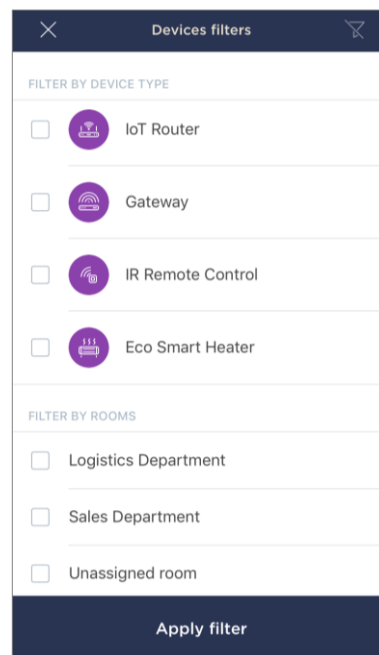 Devices filters
FILTER BY DEVICE TYPE
IoT Router
Gateway
IR Remote Control
Eco Smart Heater
FILTER BY ROOMS
Logistics Department
Sales Department
Unassigned room
Apply filter